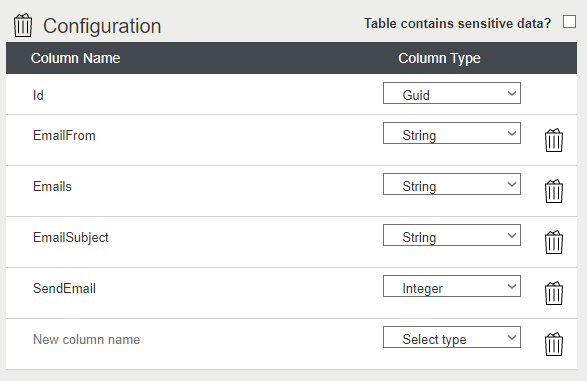 Configuration Table contains sensitive data?
Column Name Column Type
Id Guid
EmailFrom String
Emails String
EmailSubject String
SendEmail Integer
New column name Select type